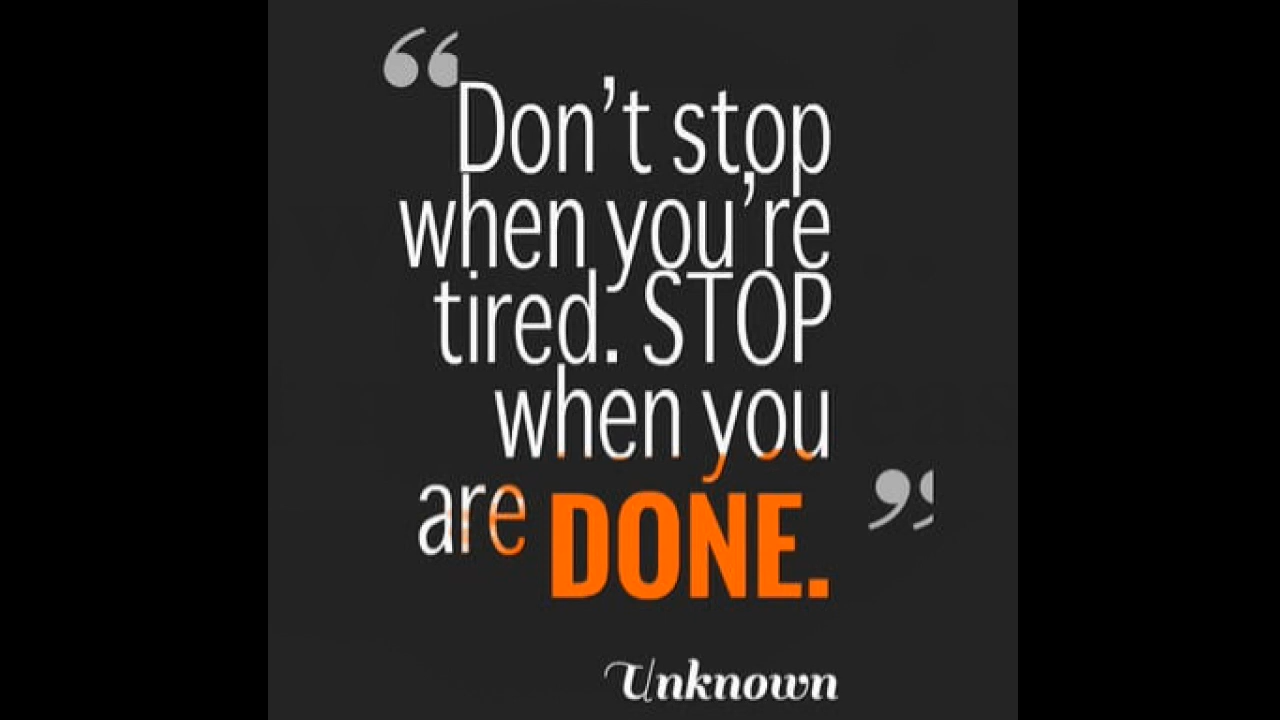 “Don’t stop
when you’re
tired. STOP
when you
are DONE.”
Unknown